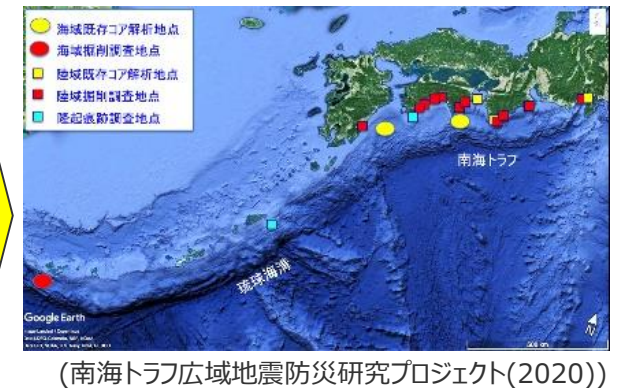 海域既存コア解析地点
海域掘削調査地点
陸域既存コア解析地点
陸域掘削調査地点
隆起痕跡調査地点
南海トラフ
琉球海溝
Google Earth
N
(南海トラフ広域地震防災研究プロジェクト(2020))